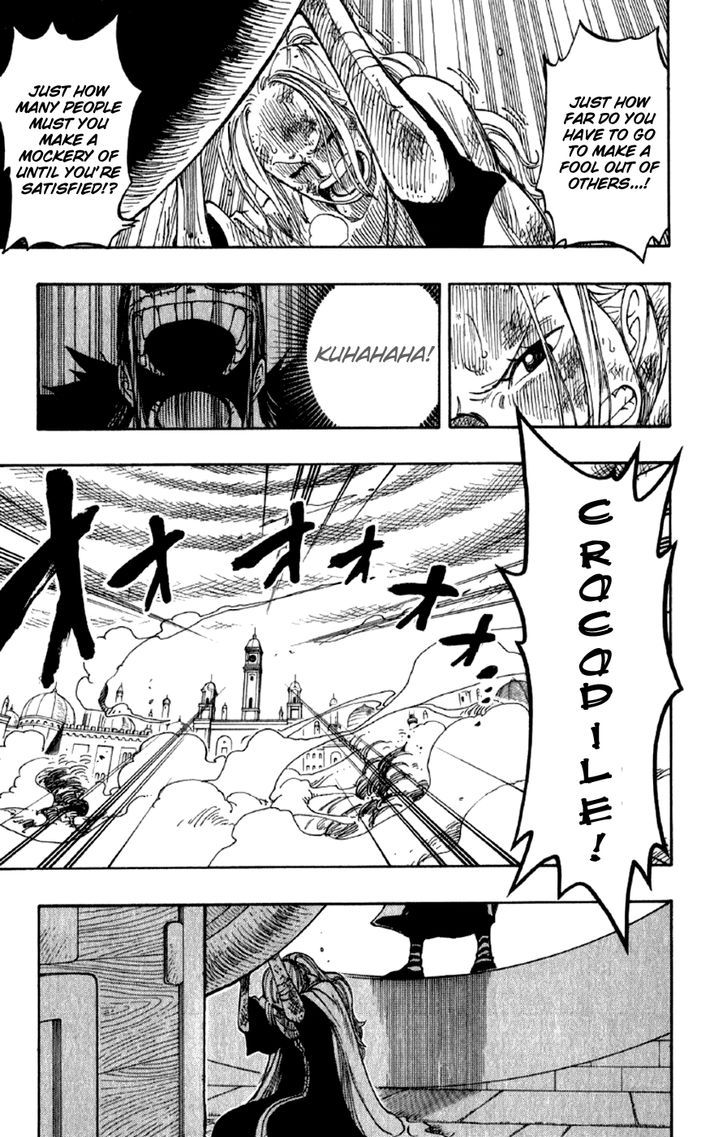 JUST HOW
FAR DO YOU
HAVE TO GO
TO MAKE A
FOOL OUT OF
OTHERS...!
JUST HOW
MANY PEOPLE
MUST YOU
MAKE A
MOCKERY OF
UNTIL YOU'RE
SATISFIED!?
KUHAHAHA!
CROCODILE!
オオオオオオ